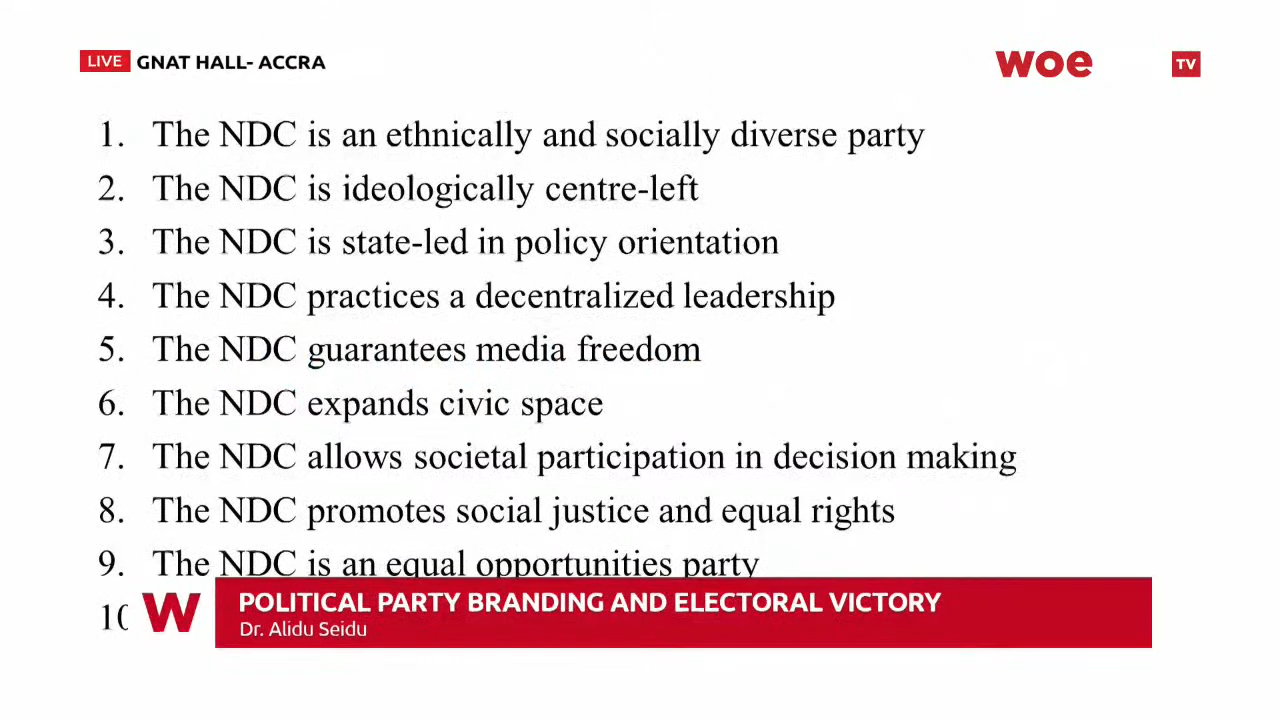 LIVE GNAT HALL- ACCRA
woe TV
1. The NDC is an ethnically and socially diverse party
2. The NDC is ideologically centre-left
3. The NDC is state-led in policy orientation
4. The NDC practices a decentralized leadership
5. The NDC guarantees media freedom
6. The NDC expands civic space
7. The NDC allows societal participation in decision making
8. The NDC promotes social justice and equal rights
9. The NDC is an equal opportunities party
10
W POLITICAL PARTY BRANDING AND ELECTORAL VICTORY
Dr. Alidu Seidu